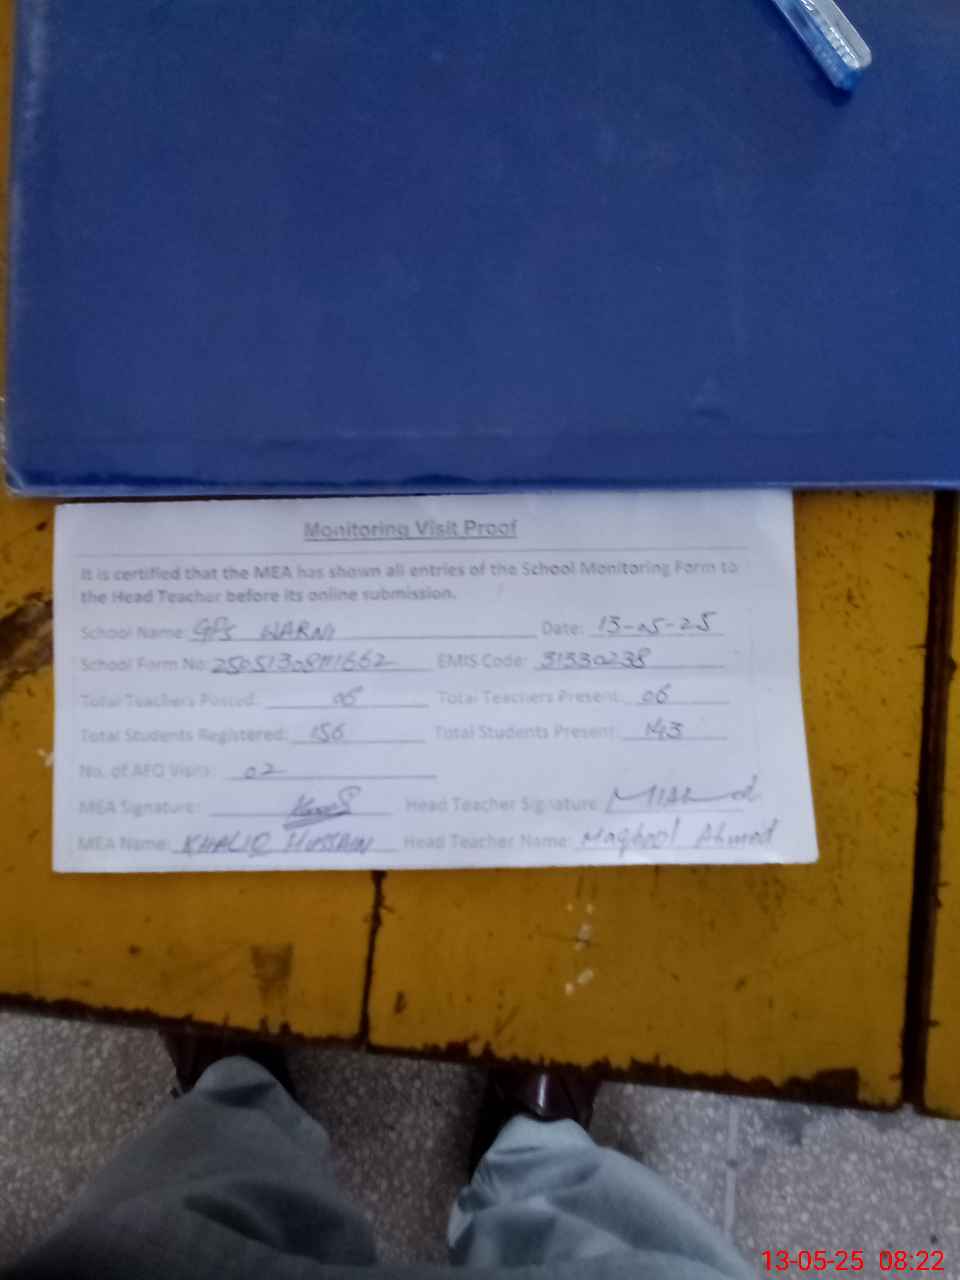 Monitoring Visit Proof
It is certified that the MEA has shown all entries of the School Monitoring Form to
the Head Teacher before its online submission.
School Name: GPS WARNI Date: 13-05-25
School Form No: EMIS Code: 31330238
Total Teachers Posted: 06 Total Teachers Present: 06
Total Students Registered: 156 Total Students Present: 143
No. of AEO Visits: 02
MEA Signature: Head Teacher Signature:
MEA Name: KHALIQ HUSSAIN Head Teacher Name: Maqbool Ahmad
13-05-25 08:22